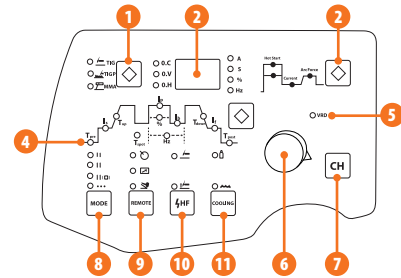 1
2
2
TIG
TIGP
MMA
0.C
0.V
0.H
A
S
%
Hz
Hot Start
Current
Arc Force
VRD
5
4
%
Hz
CH
MODE
REMOTE
HF
COOLING
6
7
8
9
10
11